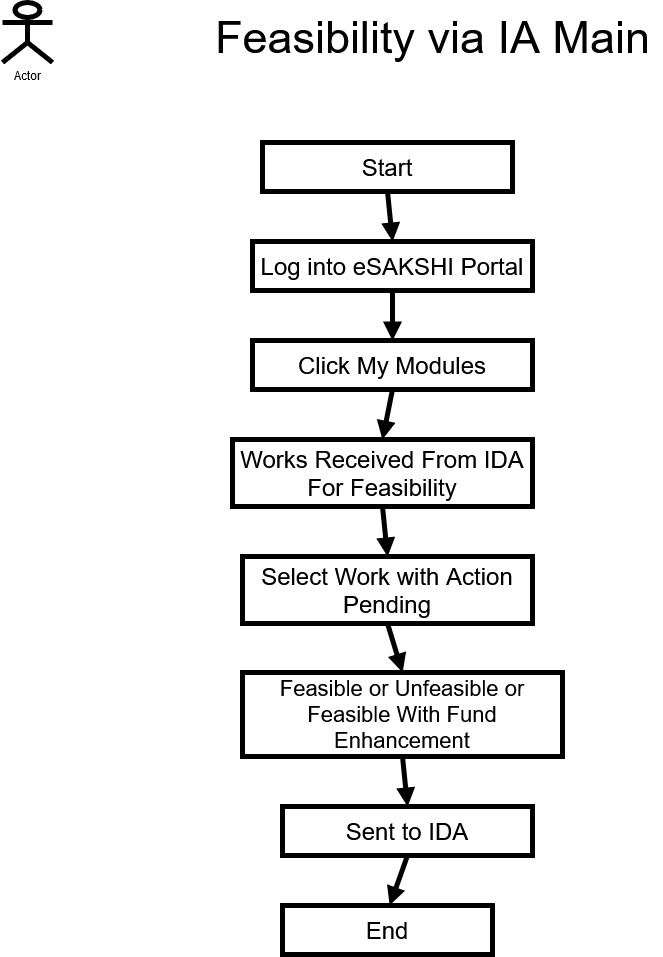 Feasibility via IA Main
Actor
Start
Log into eSAKSHI Portal
Click My Modules
Works Received From IDA
For Feasibility
Select Work with Action
Pending
Feasible or Unfeasible or
Feasible With Fund
Enhancement
Sent to IDA
End